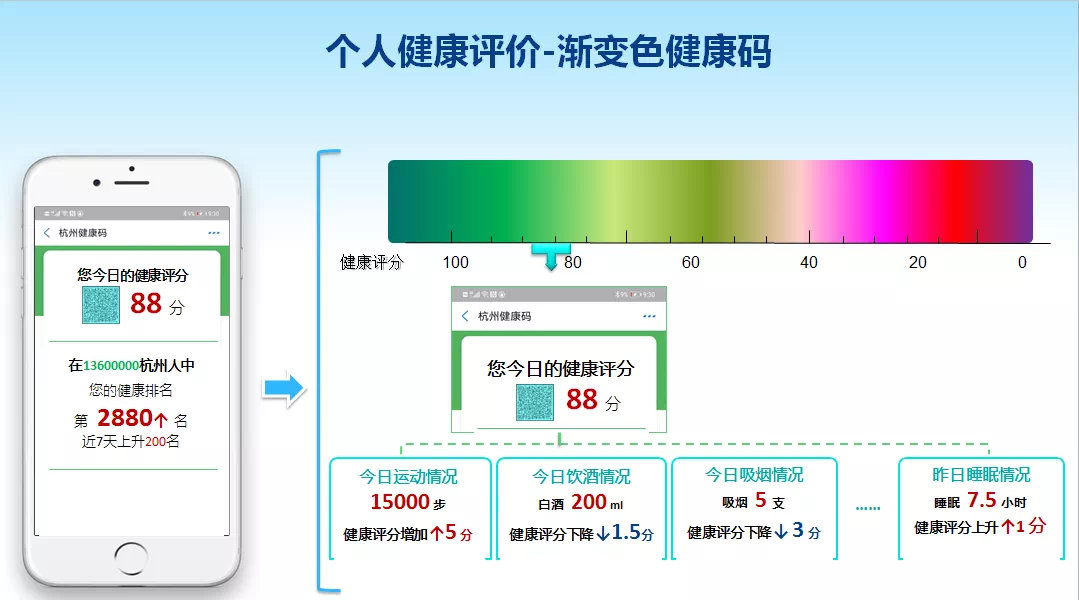 个人健康评价-渐变色健康码
9:30
杭州健康码
您今日的健康评分
88 分
在13600000杭州人中
您的健康排名
第 2880↑ 名
近7天上升200名
健康评分 100 80 60 40 20 0
9% 9:30
杭州健康码
您今日的健康评分
88 分
今日运动情况
15000 步
健康评分增加↑5 分
今日饮酒情况
白酒 200 ml
健康评分下降↓1.5分
今日吸烟情况
吸烟 5 支
健康评分下降↓3 分
......
昨日睡眠情况
睡眠 7.5 小时
健康评分上升↑1 分